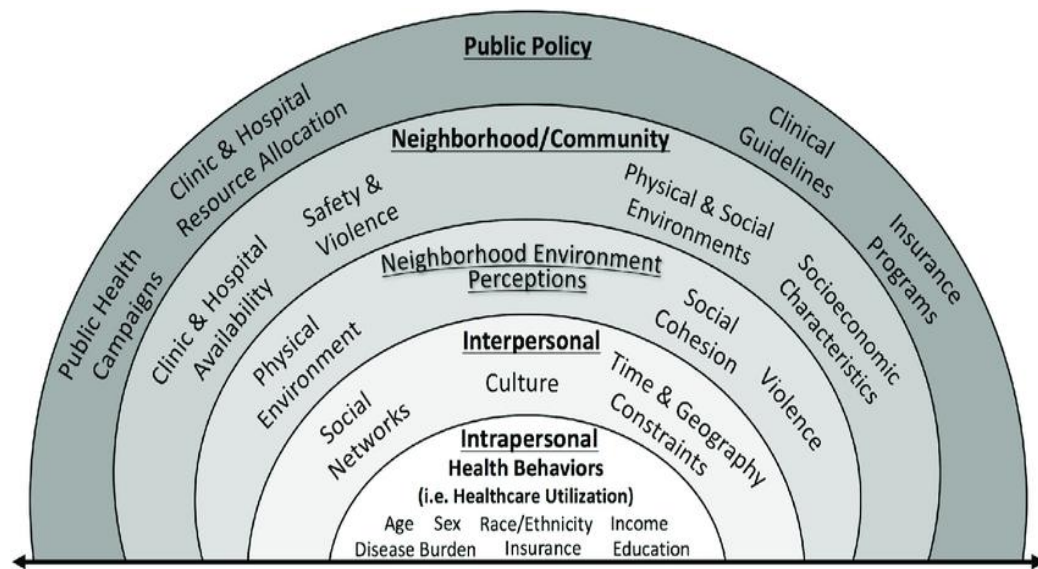 Public Policy
Clinic & Hospital
Resource Allocation
Public Health
Campaigns
Clinical
Guidelines
Insurance
Programs
Neighborhood/Community
Safety &
Violence
Clinic & Hospital
Availability
Physical & Social
Environments
Socioeconomic
Characteristics
Neighborhood Environment
Perceptions
Physical
Environment
Social
Cohesion
Violence
Interpersonal
Culture
Social
Networks
Time & Geography
Constraints
Intrapersonal
Health Behaviors
(i.e. Healthcare Utilization)
Age Sex Race/Ethnicity Income
Disease Burden Insurance Education